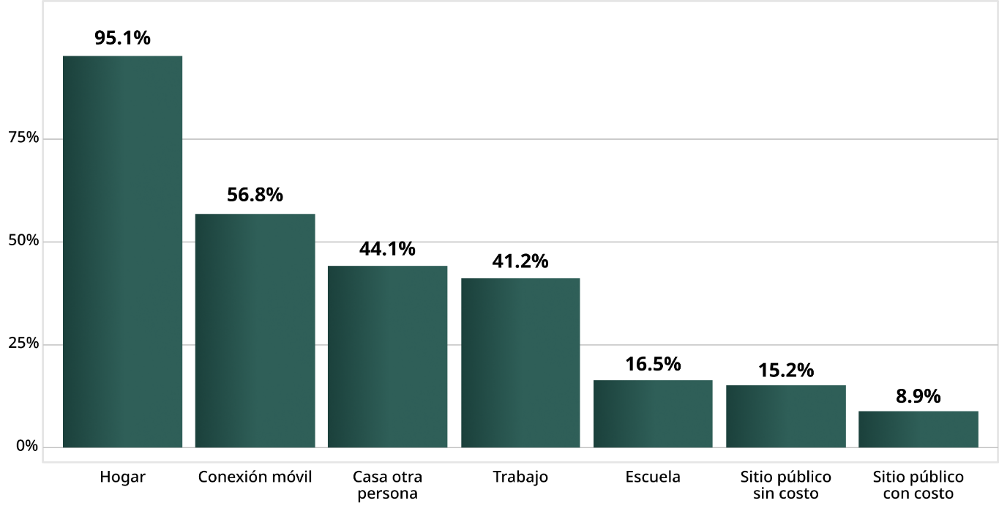 95.1%
75%
56.8%
50%
44.1%
41.2%
25%
16.5%
15.2%
8.9%
0%
Hogar
Conexión móvil
Casa otra
persona
Trabajo
Escuela
Sitio público
sin costo
Sitio público
con costo